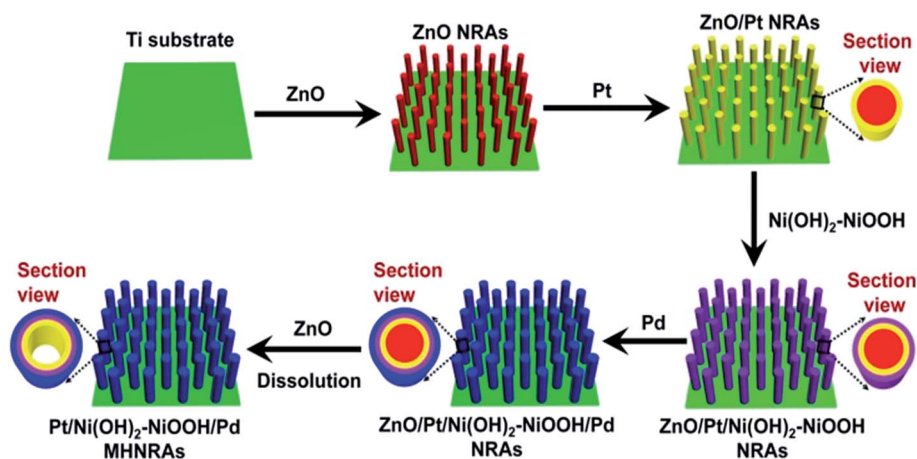 Ti substrate
ZnO
ZnO NRAs
Pt
ZnO/Pt NRAs
Section
view
Ni(OH)₂-NiOOH
Section
view
ZnO/Pt/Ni(OH)₂-NiOOH
NRAs
Pd
Section
view
ZnO/Pt/Ni(OH)₂-NiOOH/Pd
NRAs
ZnO
Dissolution
Section
view
Pt/Ni(OH)₂-NiOOH/Pd
MHNRAs